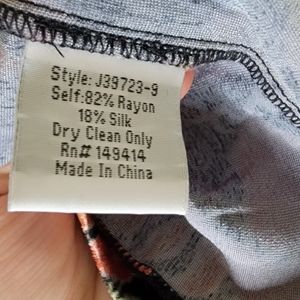 Style: J39723-9
Self:82% Rayon
18% Silk
Dry Clean Only
Rn# 149414
Made In China